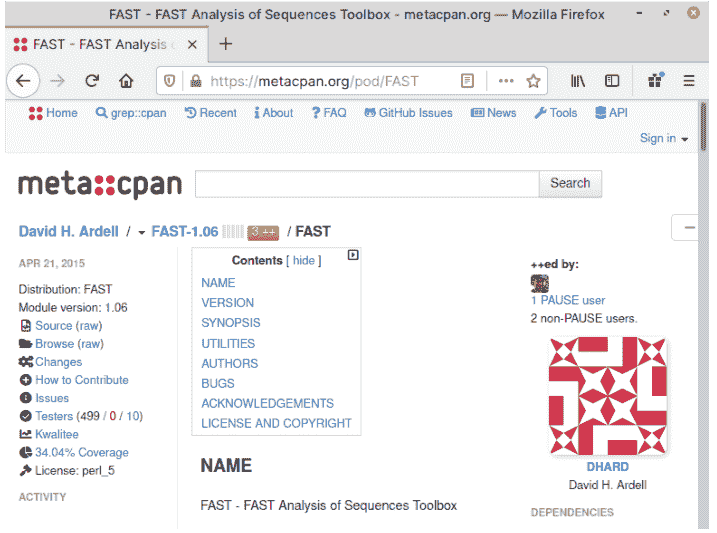 FAST - FAST Analysis of Sequences Toolbox - metacpan.org — Mozilla Firefox
FAST - FAST Analysis
https://metacpan.org/pod/FAST
Home grep::cpan Recent About FAQ GitHub Issues News Tools API
Sign in
meta::cpan
Search
David H. Ardell / FAST-1.06 3 ++ / FAST
APR 21, 2015
Distribution: FAST
Module version: 1.06
Source (raw)
Browse (raw)
Changes
How to Contribute
Issues
Testers (499 / 0 / 10)
Kwalitee
34.04% Coverage
License: perl_5
ACTIVITY
Contents [ hide ]
NAME
VERSION
SYNOPSIS
UTILITIES
AUTHORS
BUGS
ACKNOWLEDGEMENTS
LICENSE AND COPYRIGHT
NAME
FAST - FAST Analysis of Sequences Toolbox
++ed by:
1 PAUSE user
2 non-PAUSE users.
DHARD
David H. Ardell
DEPENDENCIES